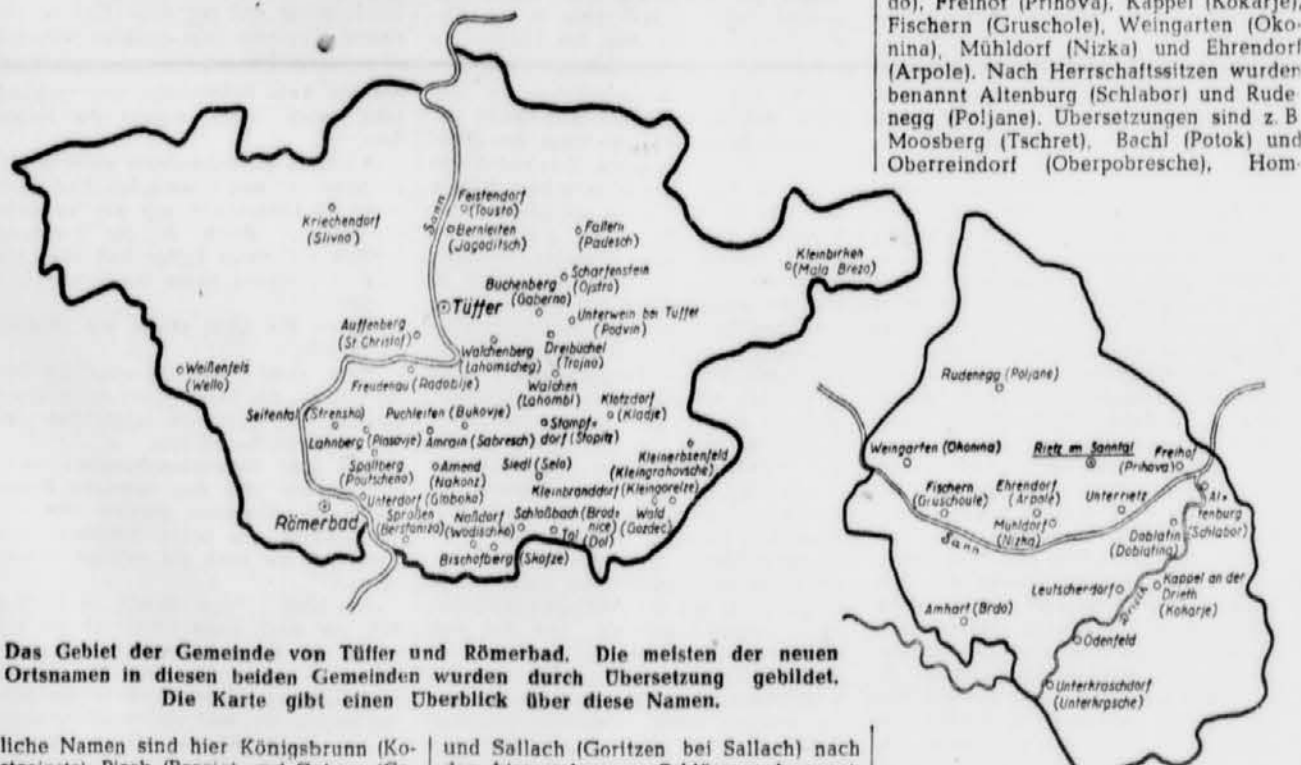 do), Freihof (Prihova), Kappel (Kokarje),
Fischern (Gruschole), Weingarten (Oko-
nina), Mühldorf (Nizka) und Ehrendorf
(Arpole). Nach Herrschaftssitzen wurden
benannt Altenburg (Schlabor) und Rude-
negg (Poljane). Übersetzungen sind z. B
Moosberg (Tschret), Bachl (Potok) und
Oberreindorf (Oberpobresche), Hom-
Kriechendorf
(Slivno)
Sann
Feistendorf
(Tousto)
Bernleiten
(Jagoditsch)
Fallern
(Padesch)
Kleinbirken
(Mala Breza)
Scharfenstein
(Ojstro)
Buchenberg
(Gaberno)
Tüffer
Unterwein bei Tuffer
(Podvin)
Auffenberg
(St Christof)
Walchenberg
(Lahomscheg)
Dreibüchel
(Trojno)
Weißenfels
(Wello)
Freudenau (Radoblje)
Walchen
(Lahombl)
Klotzdorf
(Kladje)
Seitental (Strensko)
Puchleiten (Bukovje)
Stampf-
dorf (Stopitz)
Lahnberg (Plasovje)
Amrain (Sabresch)
Kleinerbsenfeld
(Kleingrahovsche)
Spaltberg
(Poutscheno)
Amend
(Nakonz)
Siedl (Selo)
Kleinbranddorf (Kleingorelze)
Unterdorf (Globoko)
Römerbad
Sproßen
(Berstoniza)
Naßdorf
(Wodischko)
Schloßbach (Brod-
nice)
Tal
(Dol)
Wald
(Gozdec)
Bischofberg (Skofze)
Rudenegg (Poljane)
Weingarten (Okonina)
Rietz im Sanntal
Freihof
(Prihova)
Fischern
(Gruschoule)
Ehrendorf
(Arpole)
Unterrietz
Al-
tenburg
(Schlabor)
Mühldorf
(Nizka)
Sann
Doblatin
(Doblating)
Leutscherdorf
Drieth
Kappel an der
Drieth
(Kokarje)
Amhart (Brdo)
Odenfeld
Unterkraschdorf
(Unterkrpsche)
Das Gebiet der Gemeinde von Tüffer und Römerbad. Die meisten der neuen
Ortsnamen in diesen beiden Gemeinden wurden durch Übersetzung gebildet.
Die Karte gibt einen Überblick über diese Namen.
liche Namen sind hier Königsbrunn (Ko-
und Sallach (Goritzen bei Sallach) nach